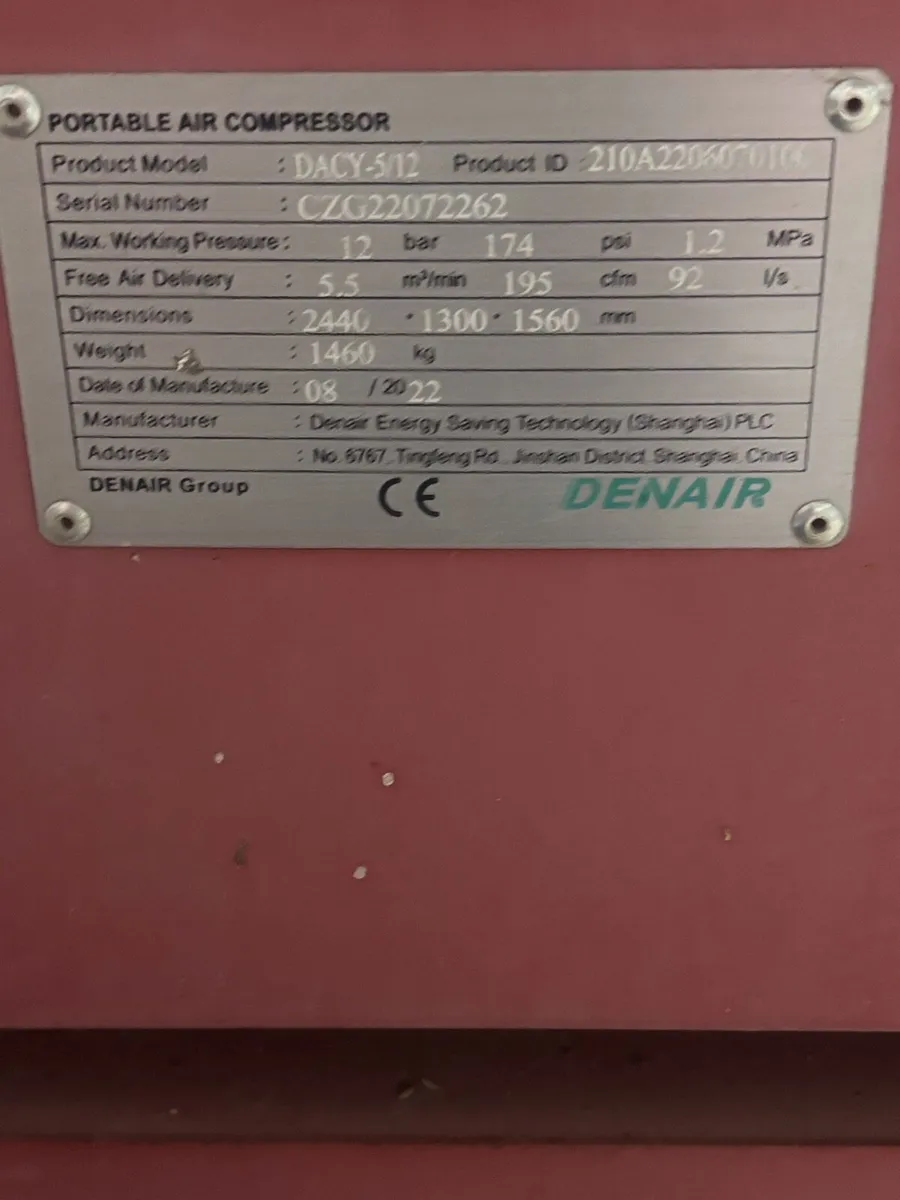 PORTABLE AIR COMPRESSOR
Product Model : DACY-5/12 Product ID :
Serial Number : CZG22072262
Max. Working Pressure : 12 bar 174 psi 1.2 MPa
Free Air Delivery : 5.5 m³/min 195 cfm 92 l/s
Dimensions : 2440 * 1300 * 1560 mm
Weight : 1460 kg
Date of Manufacture : 08 / 2022
Manufacturer : Denair Energy Saving Technology (Shanghai) PLC
Address : No. 6767, Tingfeng Rd., Jinshan District, Shanghai, China
DENAIR Group CE DENAIR